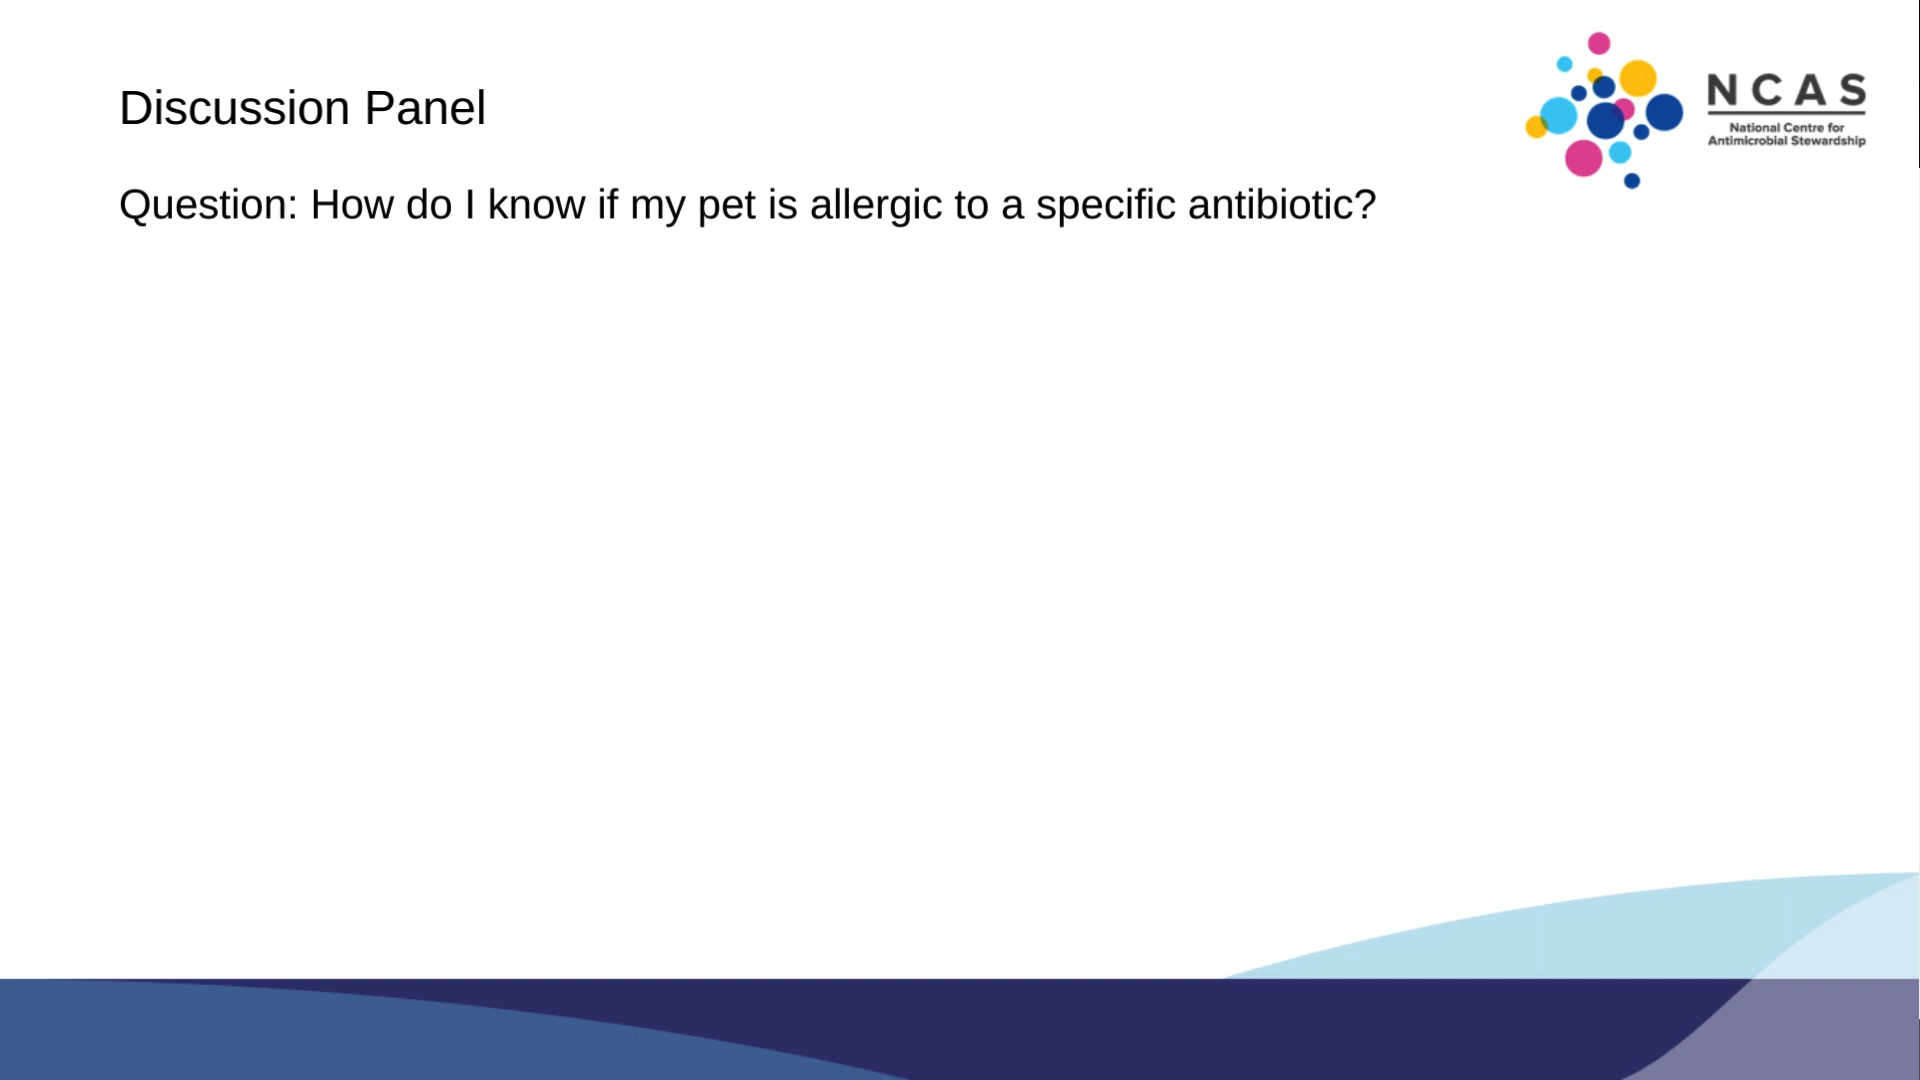 Discussion Panel
NCAS
National Centre for
Antimicrobial Stewardship
Question: How do I know if my pet is allergic to a specific antibiotic?